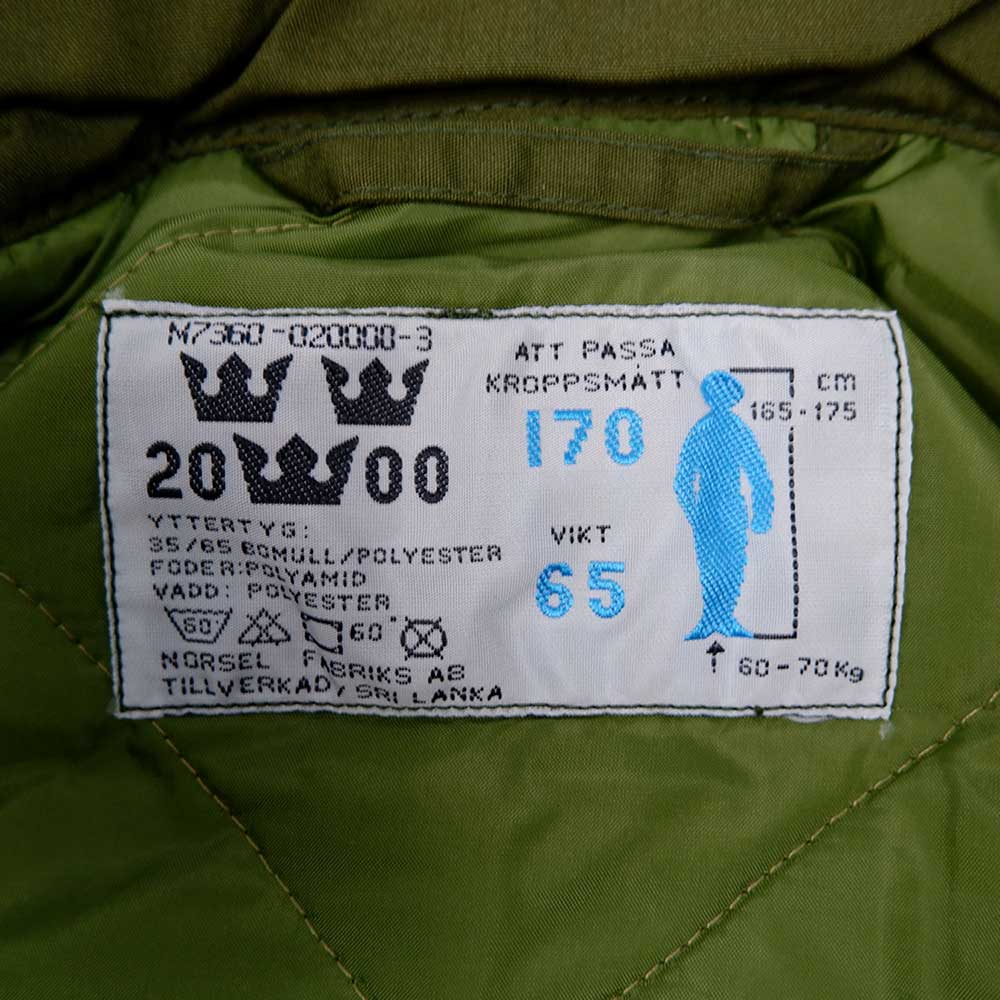 M7360-020000-3
20 00
YTTERTYG:
35/65 BOMULL/POLYESTER
FODER:POLYAMID
VADD: POLYESTER
60° 60°
NORSEL FABRIKS AB
TILLVERKAD/SRI LANKA
ATT PASSA
KROPPSMÅTT
170
VIKT
65
cm
165-175
60-70Kg